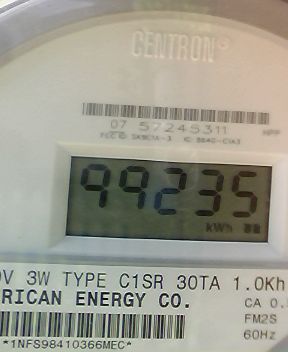 CENTRON®
07 57245311
99235
kWh
0V 3W TYPE C1SR 30TA 1.0Kh
RICAN ENERGY CO.
CA 0.
FM2S
60Hz
*1NFS98410366MEC*